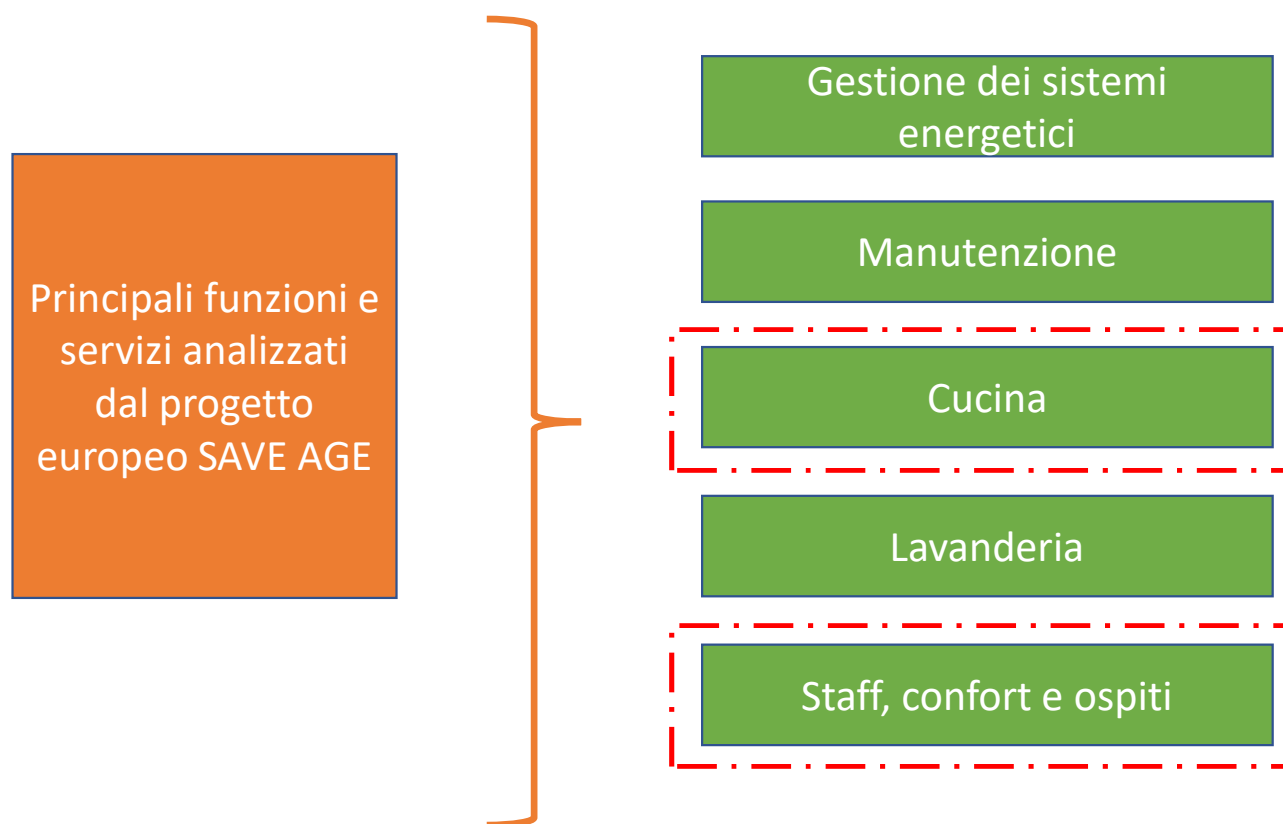 Principali funzioni e
servizi analizzati
dal progetto
europeo SAVE AGE
Gestione dei sistemi
energetici
Manutenzione
Cucina
Lavanderia
Staff, confort e ospiti